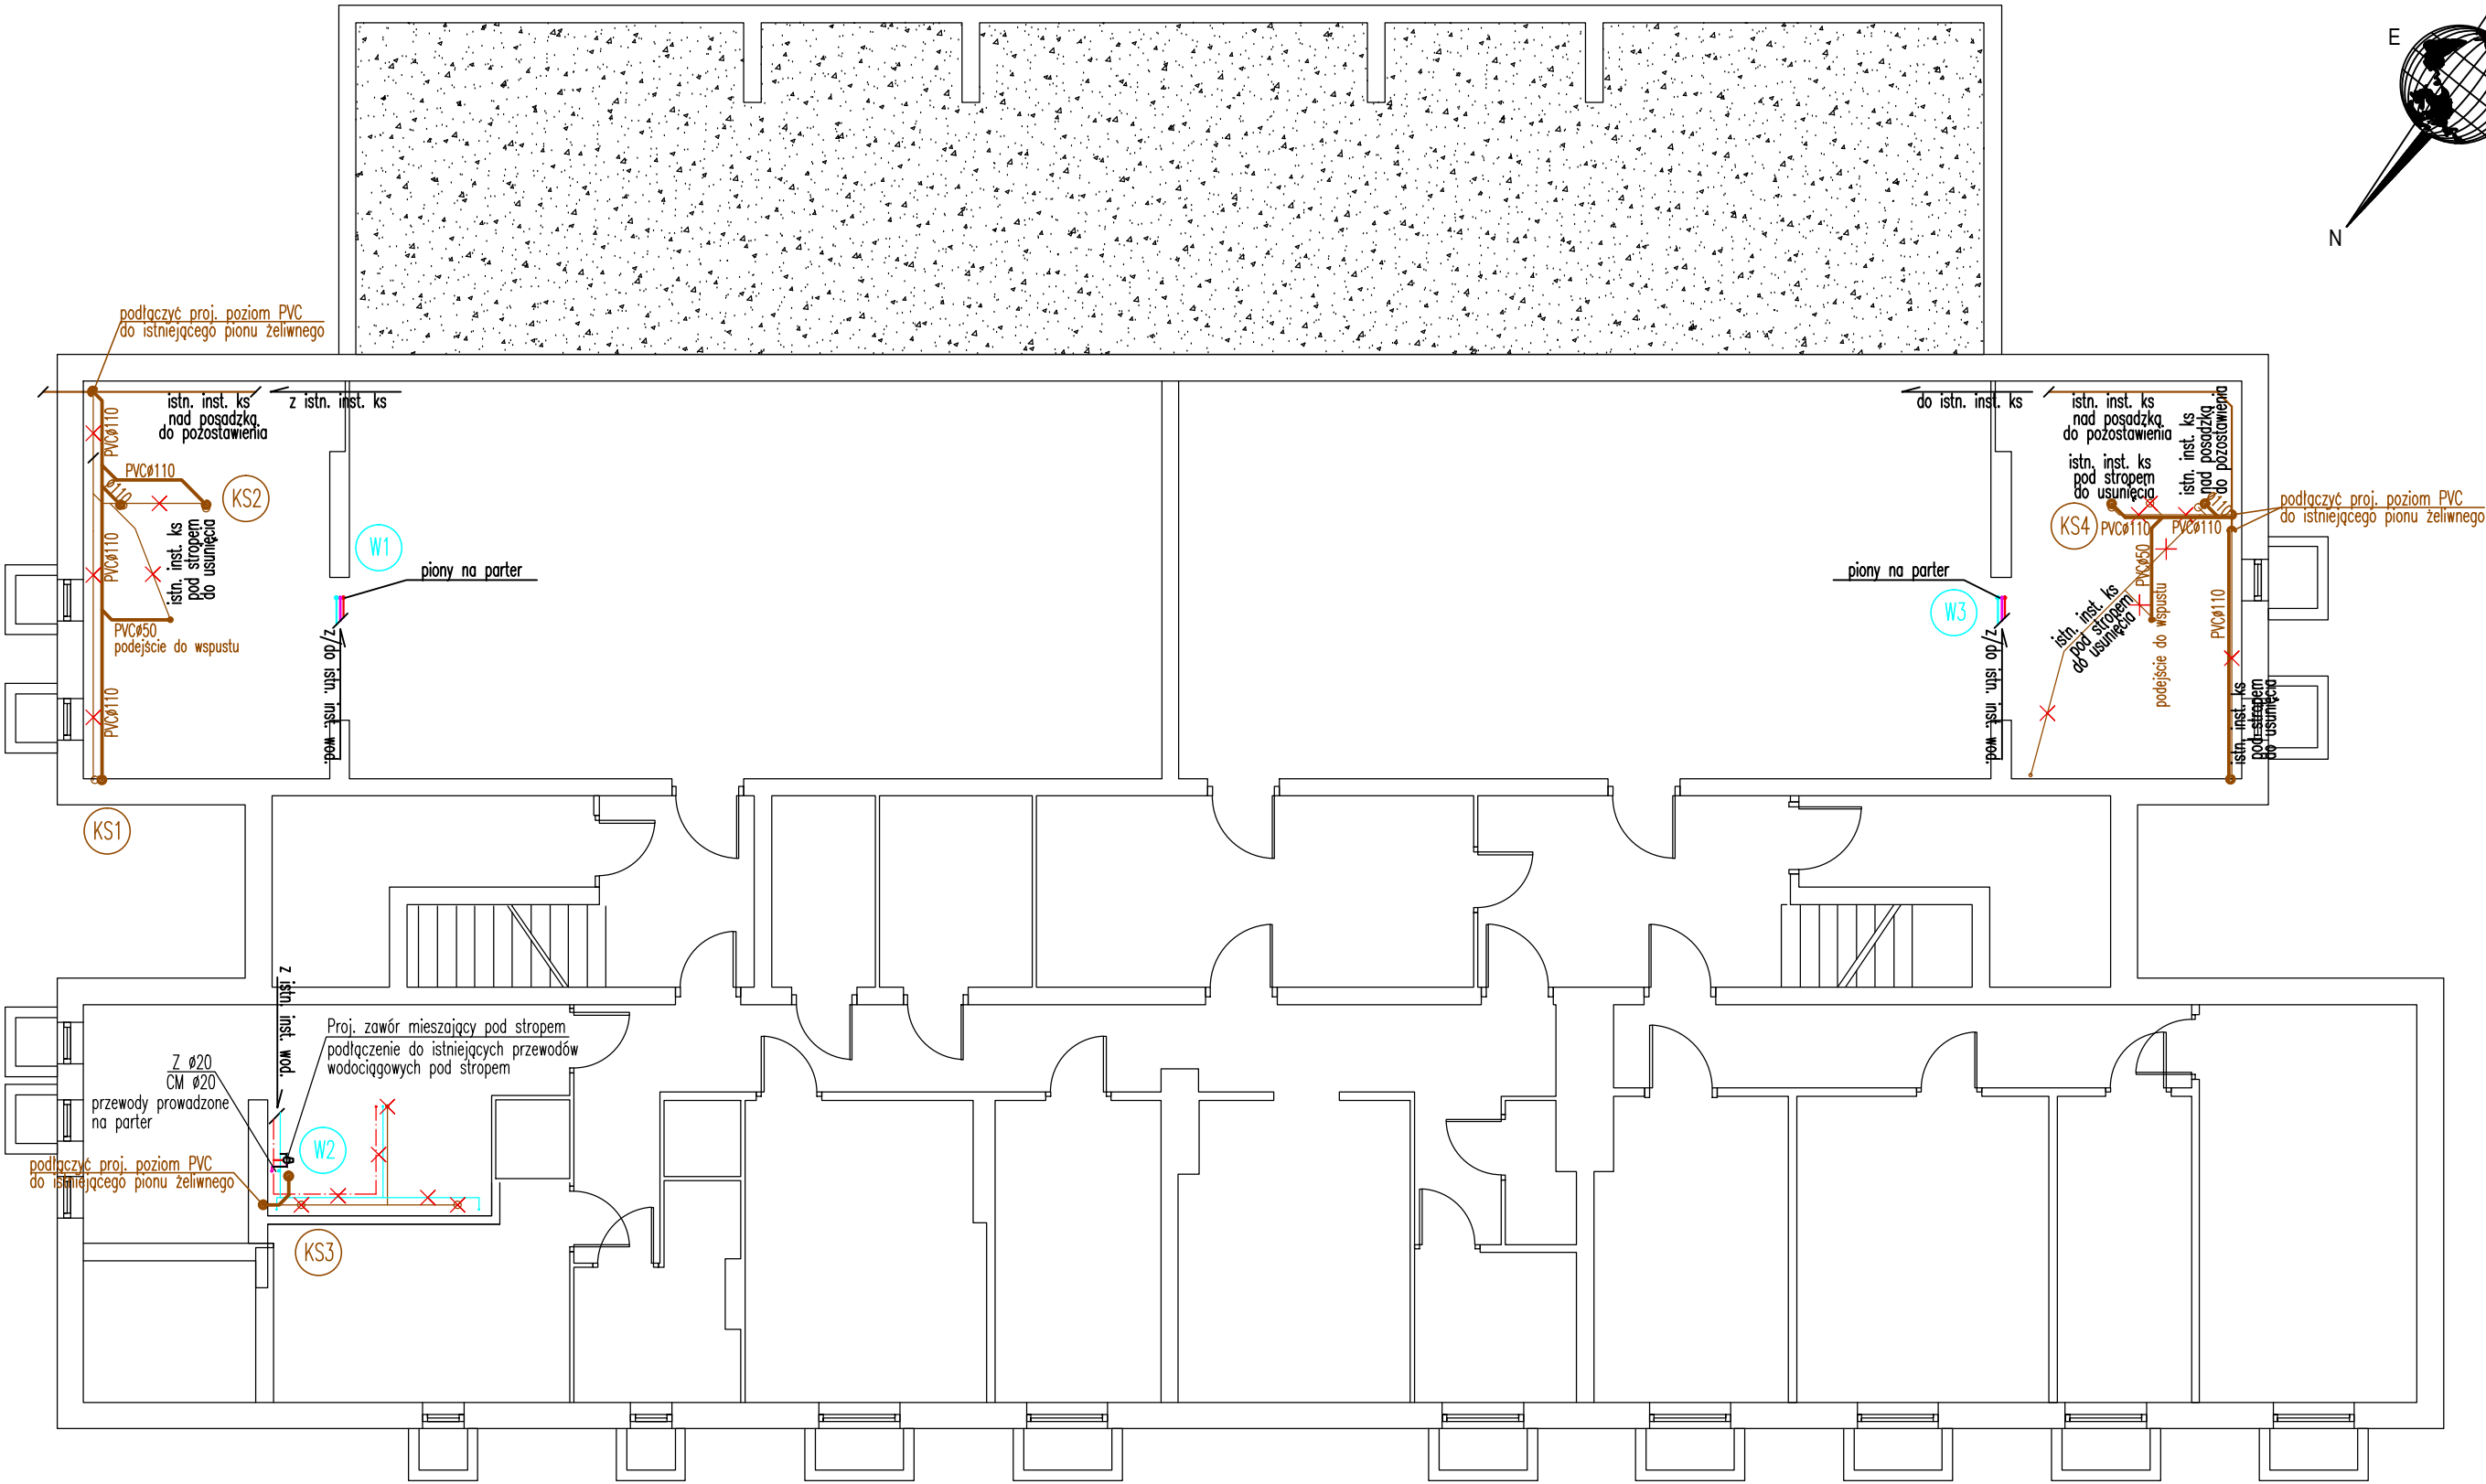 E
N
podłączyć proj. poziom PVC
do istniejącego pionu żeliwnego
istn. inst. ks
nad posadzką
do pozostawienia
z istn. inst. ks
PVCø110
PVCø110
ø110
KS2
istn. inst. ks
pod stropem
do usunięcia
PVCø110
PVCø50
podejście do wspustu
PVCø110
KS1
W1
piony na parter
z/do istn. inst. wod.
do istn. inst. ks
istn. inst. ks
nad posadzką
do pozostawienia
istn. inst. ks
nad posadzką
do pozostawienia
istn. inst. ks
pod stropem
do usunięcia
ø110
KS4
PVCø110
PVCø110
podłączyć proj. poziom PVC
do istniejącego pionu żeliwnego
piony na parter
W3
z/do istn. inst. wod.
PVCø50
podejście do wspustu
istn. inst. ks
pod stropem
do usunięcia
PVCø110
istn. inst. ks
pod stropem
do usunięcia
z istn. inst. wod.
Proj. zawór mieszający pod stropem
podłączenie do istniejących przewodów
wodociągowych pod stropem
Z ø20
CM ø20
przewody prowadzone
na parter
W2
podłączyć proj. poziom PVC
do istniejącego pionu żeliwnego
KS3